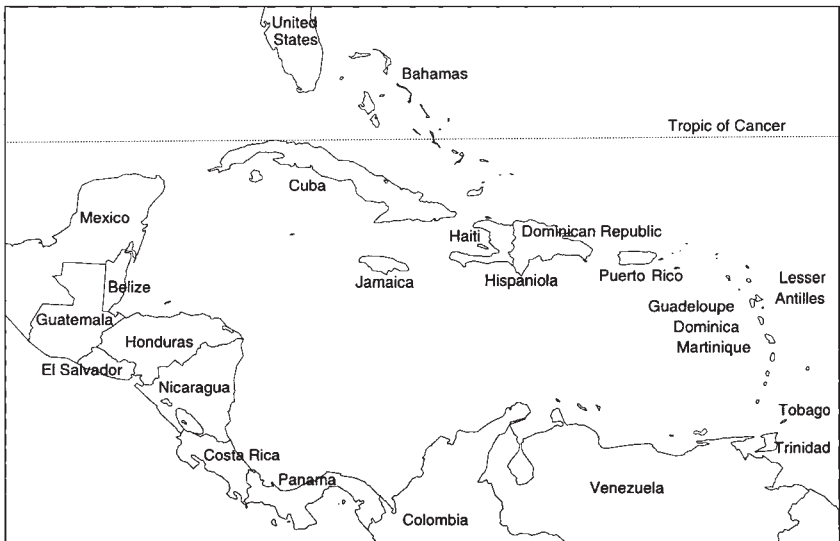 United
States
Bahamas
Tropic of Cancer
Cuba
Mexico
Haiti
Dominican Republic
Jamaica
Hispaniola
Puerto Rico
Lesser
Antilles
Belize
Guadeloupe
Guatemala
Dominica
Honduras
Martinique
El Salvador
Nicaragua
Tobago
Trinidad
Costa Rica
Panama
Venezuela
Colombia